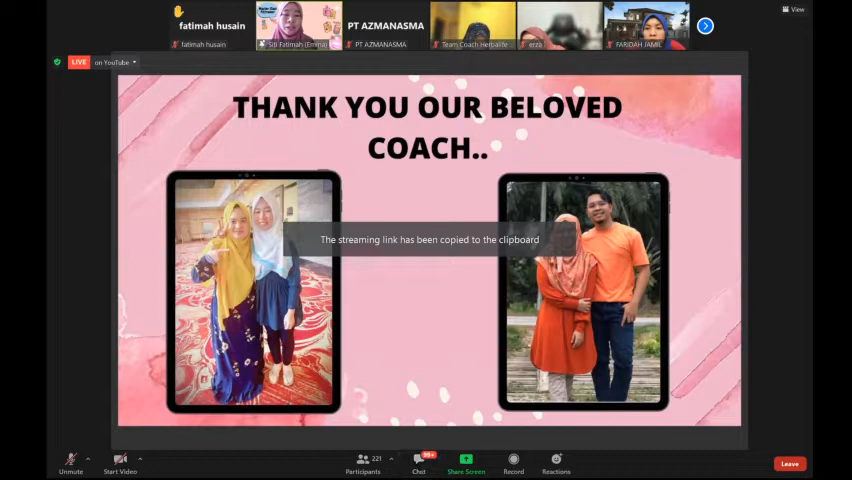 fatimah husain
fatimah husain
Siti Fatimah (Emma)
PT AZMANASMA
PT AZMANASMA
Team Coach Herbalife
erza
FARIDAH JAMIL
View
LIVE on YouTube
THANK YOU OUR BELOVED
COACH..
The streaming link has been copied to the clipboard
Unmute
Start Video
221
Participants
99+
Chat
Share Screen
Record
Reactions
Leave